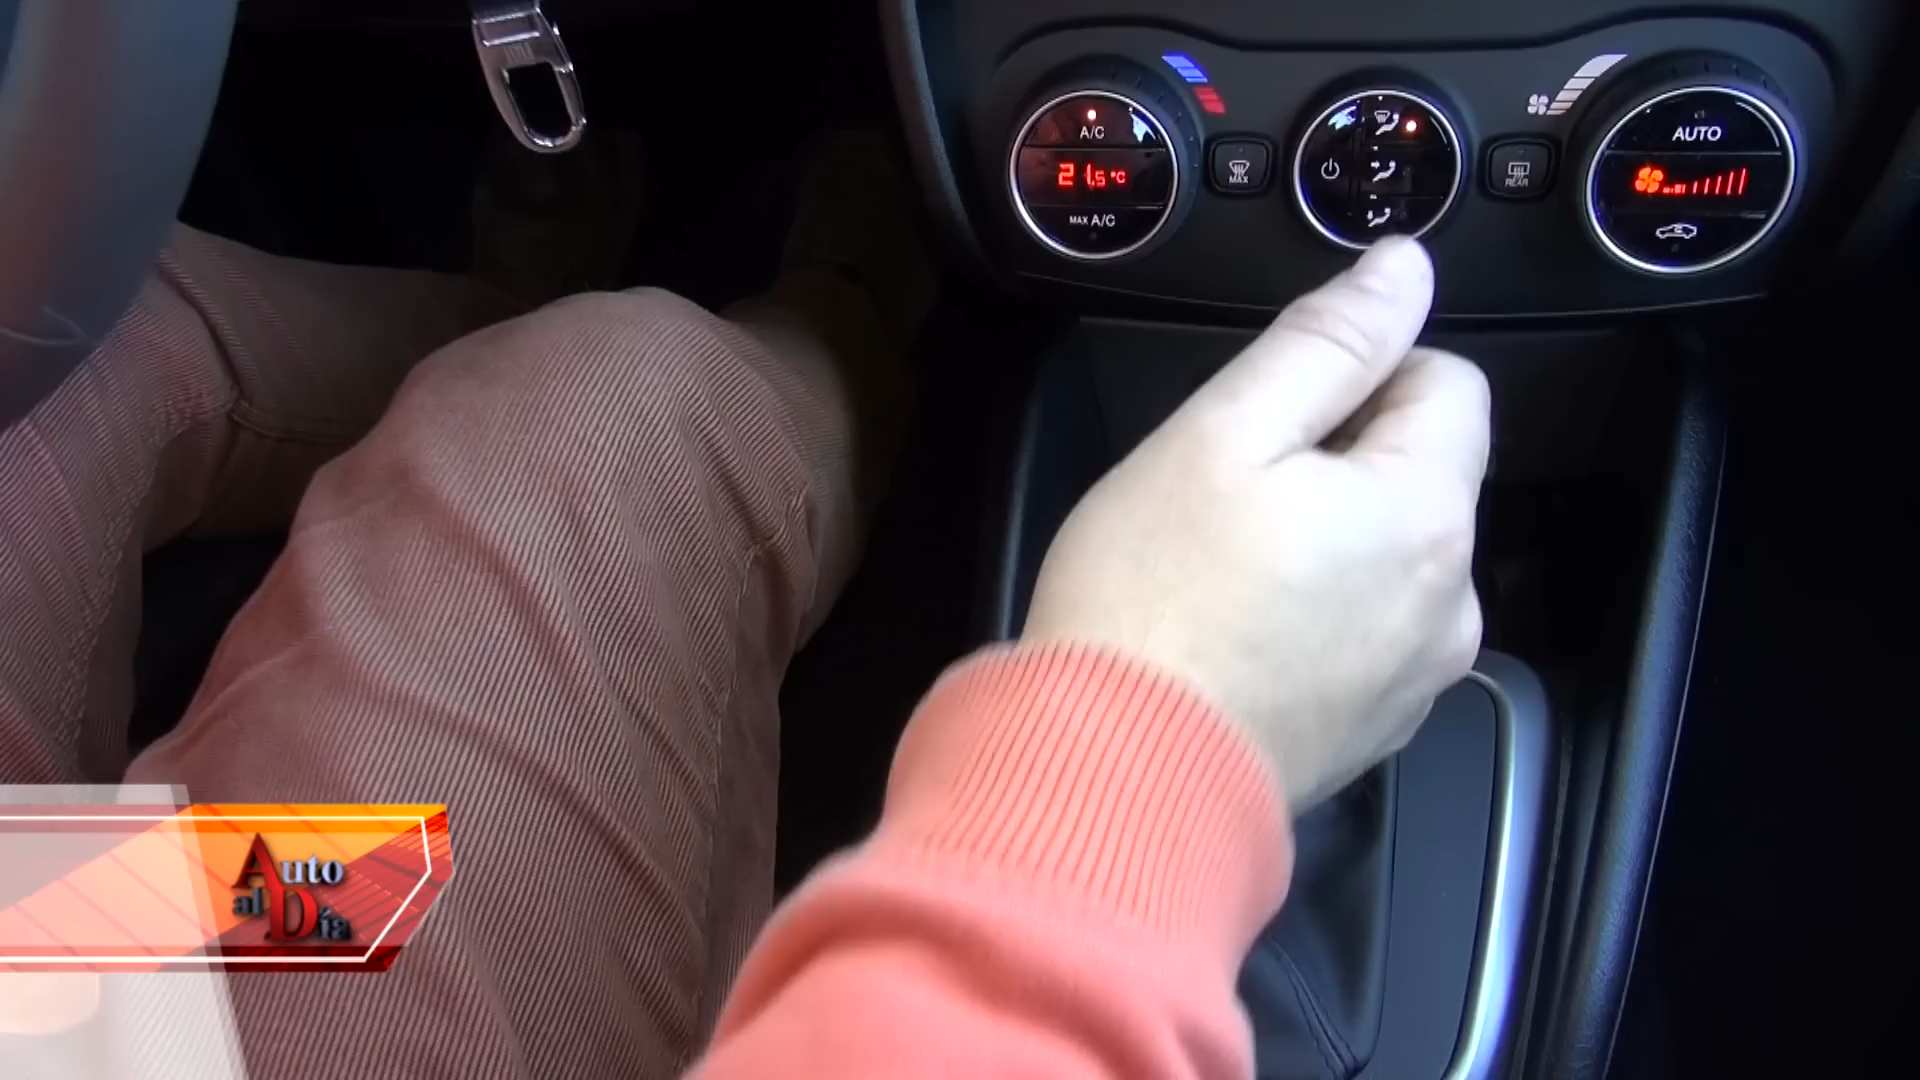 A/C
21.5 °C
MAX A/C
MAX
REAR
AUTO
Auto
al Día